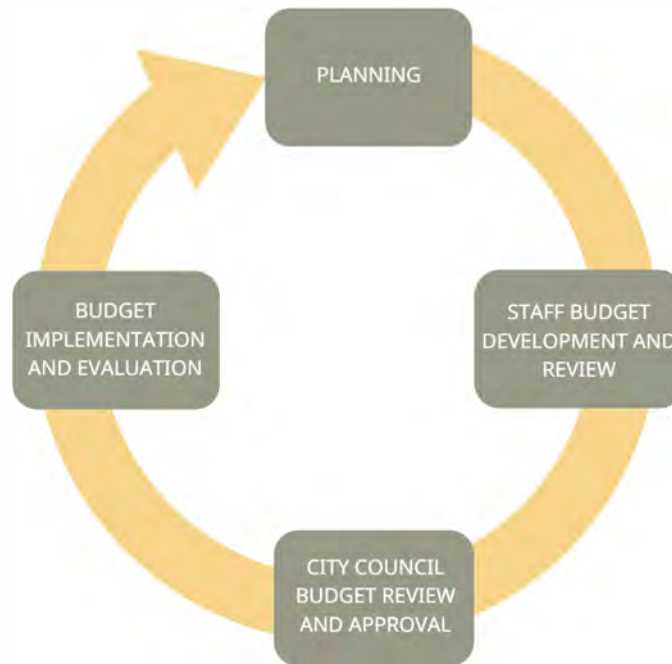 PLANNING
STAFF BUDGET
DEVELOPMENT AND
REVIEW
CITY COUNCIL
BUDGET REVIEW
AND APPROVAL
BUDGET
IMPLEMENTATION
AND EVALUATION